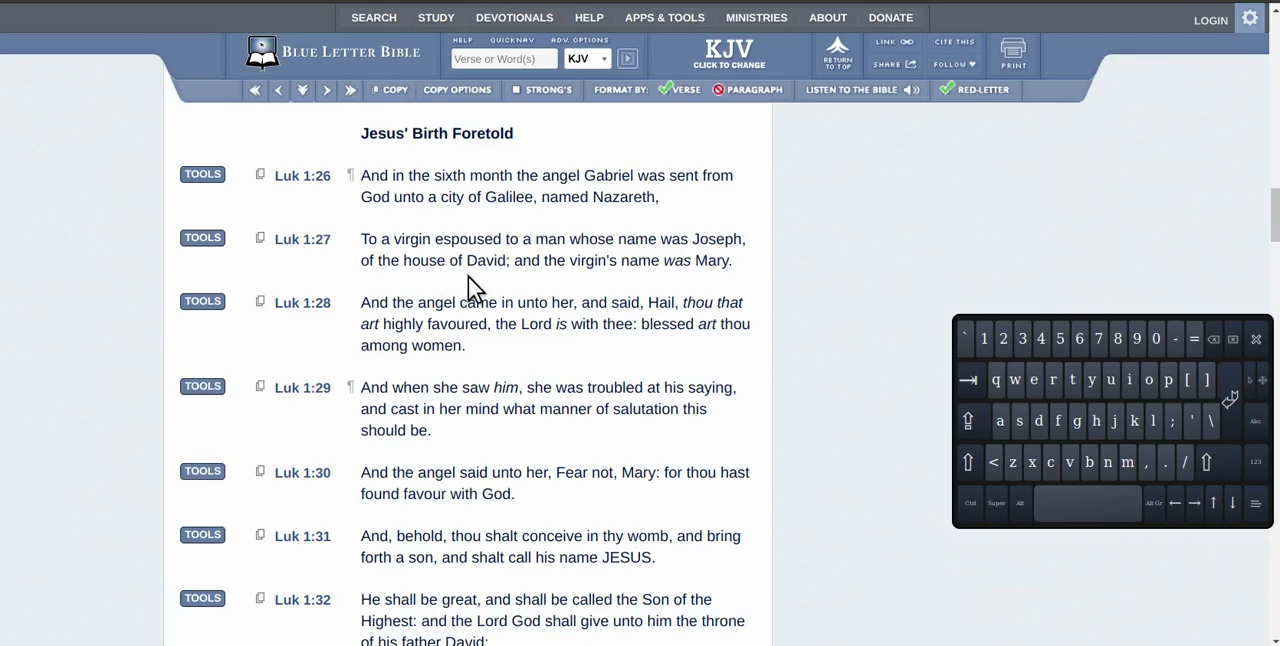 SEARCH STUDY DEVOTIONALS HELP APPS & TOOLS MINISTRIES ABOUT DONATE LOGIN
BLUE LETTER BIBLE
HELP QUICKNAV ADV. OPTIONS
Verse or Word(s) KJV
KJV
CLICK TO CHANGE
RETURN TO TOP
LINK CITE THIS
SHARE FOLLOW
PRINT
COPY COPY OPTIONS STRONG'S FORMAT BY: VERSE PARAGRAPH LISTEN TO THE BIBLE RED-LETTER
Jesus' Birth Foretold
TOOLS Luk 1:26 ¶ And in the sixth month the angel Gabriel was sent from
God unto a city of Galilee, named Nazareth,
TOOLS Luk 1:27 To a virgin espoused to a man whose name was Joseph,
of the house of David; and the virgin's name was Mary.
TOOLS Luk 1:28 And the angel came in unto her, and said, Hail, thou that
art highly favoured, the Lord is with thee: blessed art thou
among women.
TOOLS Luk 1:29 ¶ And when she saw him, she was troubled at his saying,
and cast in her mind what manner of salutation this
should be.
TOOLS Luk 1:30 And the angel said unto her, Fear not, Mary: for thou hast
found favour with God.
TOOLS Luk 1:31 And, behold, thou shalt conceive in thy womb, and bring
forth a son, and shalt call his name JESUS.
TOOLS Luk 1:32 He shall be great, and shall be called the Son of the
Highest: and the Lord God shall give unto him the throne
of his father David:
` 1 2 3 4 5 6 7 8 9 0 - =
q w e r t y u i o p [ ]
a s d f g h j k l ; ' \ Abc
< z x c v b n m , . / 123
Ctrl Super Alt Alt Gr